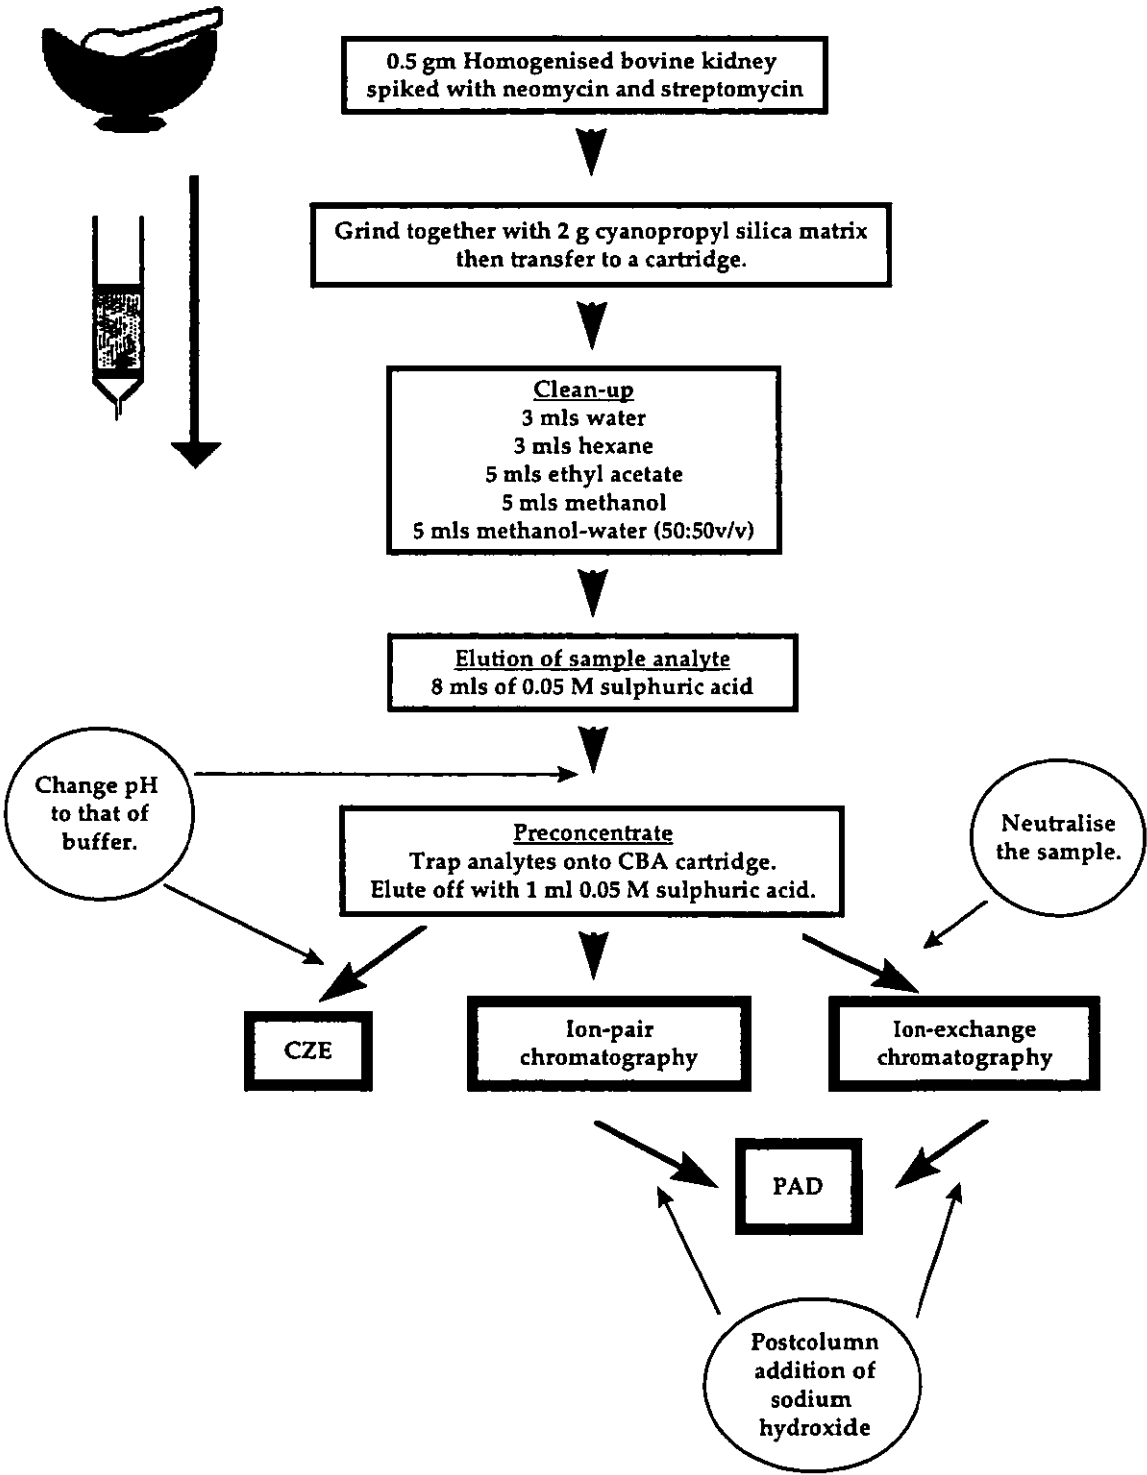 0.5 gm Homogenised bovine kidney
spiked with neomycin and streptomycin
Grind together with 2 g cyanopropyl silica matrix
then transfer to a cartridge.
Clean-up
3 mls water
3 mls hexane
5 mls ethyl acetate
5 mls methanol
5 mls methanol-water (50:50v/v)
Elution of sample analyte
8 mls of 0.05 M sulphuric acid
Change pH
to that of
buffer.
Preconcentrate
Trap analytes onto CBA cartridge.
Elute off with 1 ml 0.05 M sulphuric acid.
Neutralise
the sample.
CZE
Ion-pair
chromatography
Ion-exchange
chromatography
PAD
Postcolumn
addition of
sodium
hydroxide